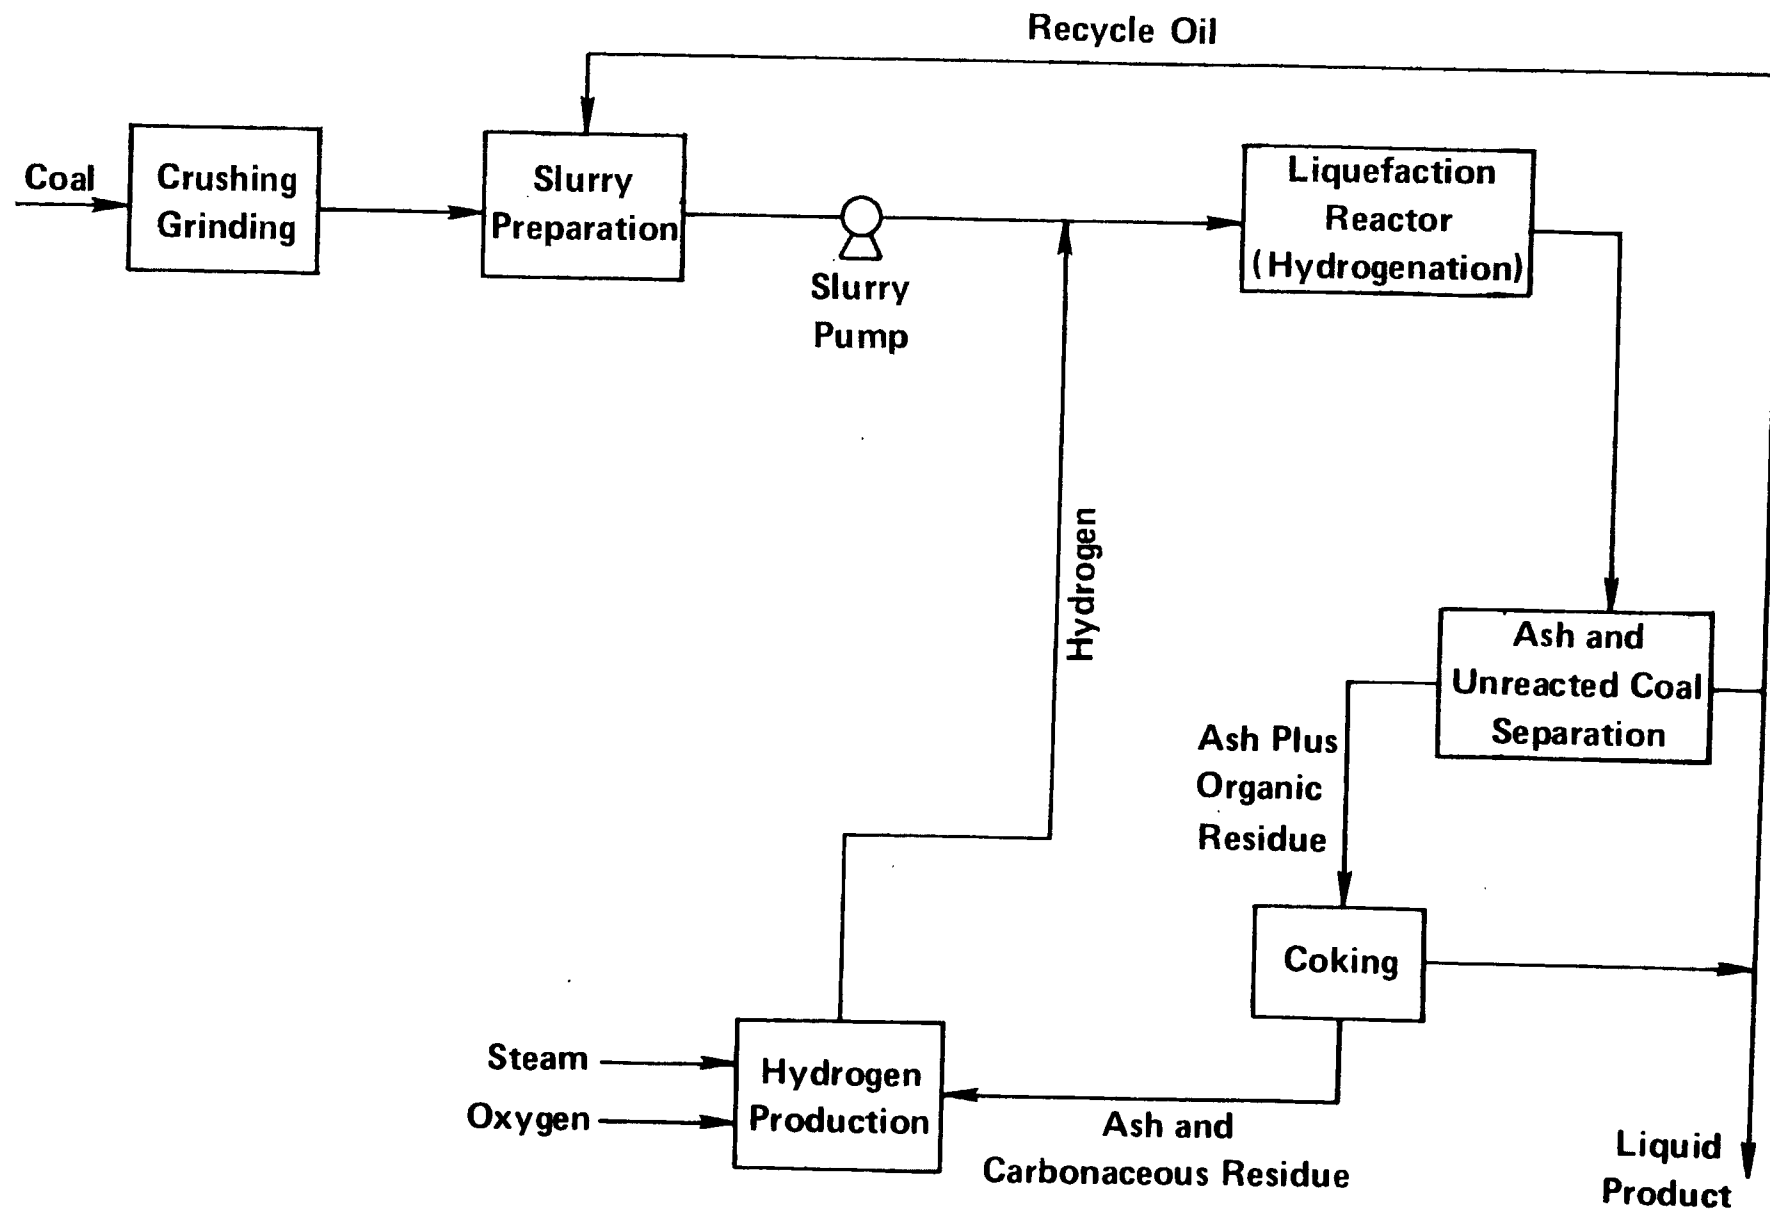 Recycle Oil
Coal
Crushing
Grinding
Slurry
Preparation
Slurry
Pump
Liquefaction
Reactor
(Hydrogenation)
Hydrogen
Ash and
Unreacted Coal
Separation
Ash Plus
Organic
Residue
Coking
Steam
Oxygen
Hydrogen
Production
Ash and
Carbonaceous Residue
Liquid
Product